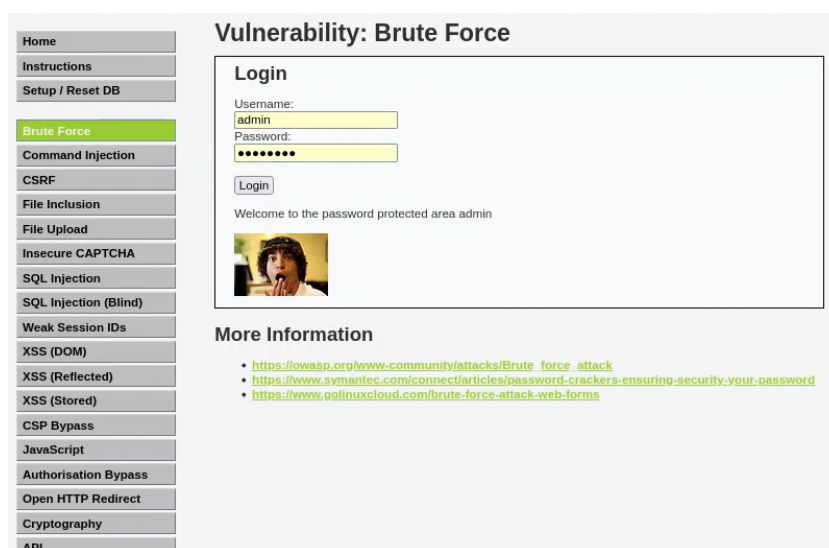 Home
Instructions
Setup / Reset DB
Brute Force
Command Injection
CSRF
File Inclusion
File Upload
Insecure CAPTCHA
SQL Injection
SQL Injection (Blind)
Weak Session IDs
XSS (DOM)
XSS (Reflected)
XSS (Stored)
CSP Bypass
JavaScript
Authorisation Bypass
Open HTTP Redirect
Cryptography
API
Vulnerability: Brute Force
Login
Username:
admin
Password:
●●●●●●●●
Login
Welcome to the password protected area admin
More Information
• https://owasp.org/www-community/attacks/Brute_force_attack
• https://www.symantec.com/connect/articles/password-crackers-ensuring-security-your-password
• https://www.golinuxcloud.com/brute-force-attack-web-forms